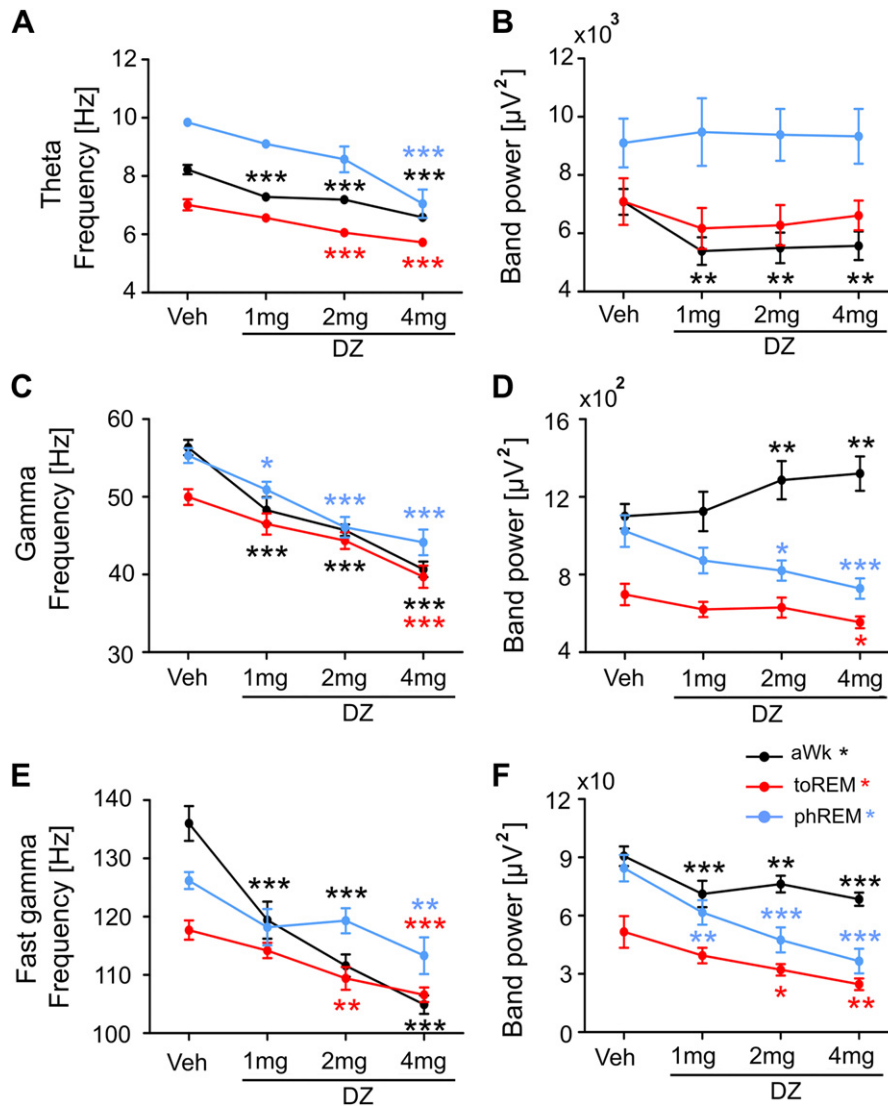 A
Theta
Frequency [Hz]
12
10
8
6
4
***
***
***
***
***
***
Veh
1mg
2mg
4mg
DZ
B
x10³
Band power [µV²]
12
9
6
4
**
**
**
Veh
1mg
2mg
4mg
DZ
C
Gamma
Frequency [Hz]
60
50
40
30
*
***
***
***
***
***
***
Veh
1mg
2mg
4mg
DZ
D
x10²
Band power [µV²]
16
12
8
4
**
**
*
***
*
Veh
1mg
2mg
4mg
DZ
E
Fast gamma
Frequency [Hz]
140
130
120
110
100
***
***
**
***
**
***
Veh
1mg
2mg
4mg
DZ
F
x10
Band power [µV²]
12
9
6
3
0
aWk *
toREM *
phREM *
***
**
***
**
***
***
*
**
Veh
1mg
2mg
4mg
DZ